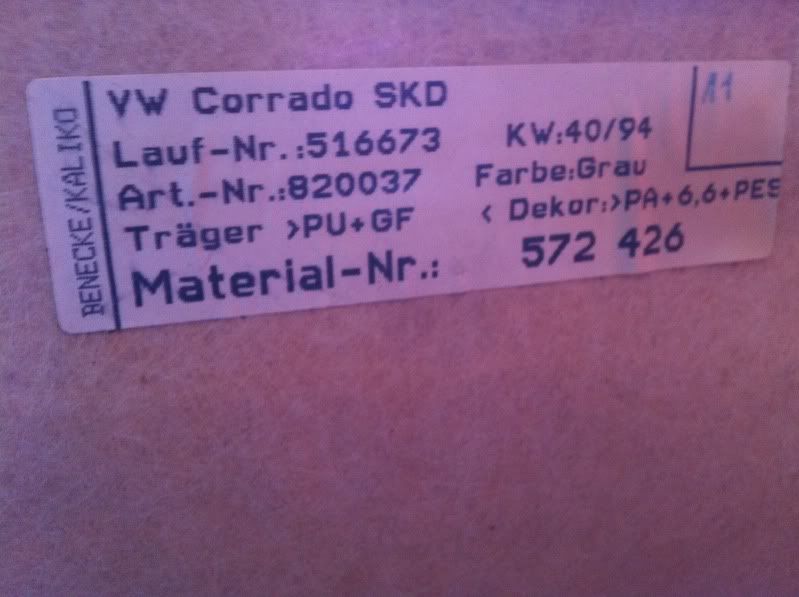 BENECKE/KALIKO
VW Corrado SKD
Lauf-Nr.:516673 KW:40/94
Art.-Nr.:820037 Farbe:Grau
Träger >PU+GF < Dekor:>PA+6,6+PES
Material-Nr.: 572 426
A1